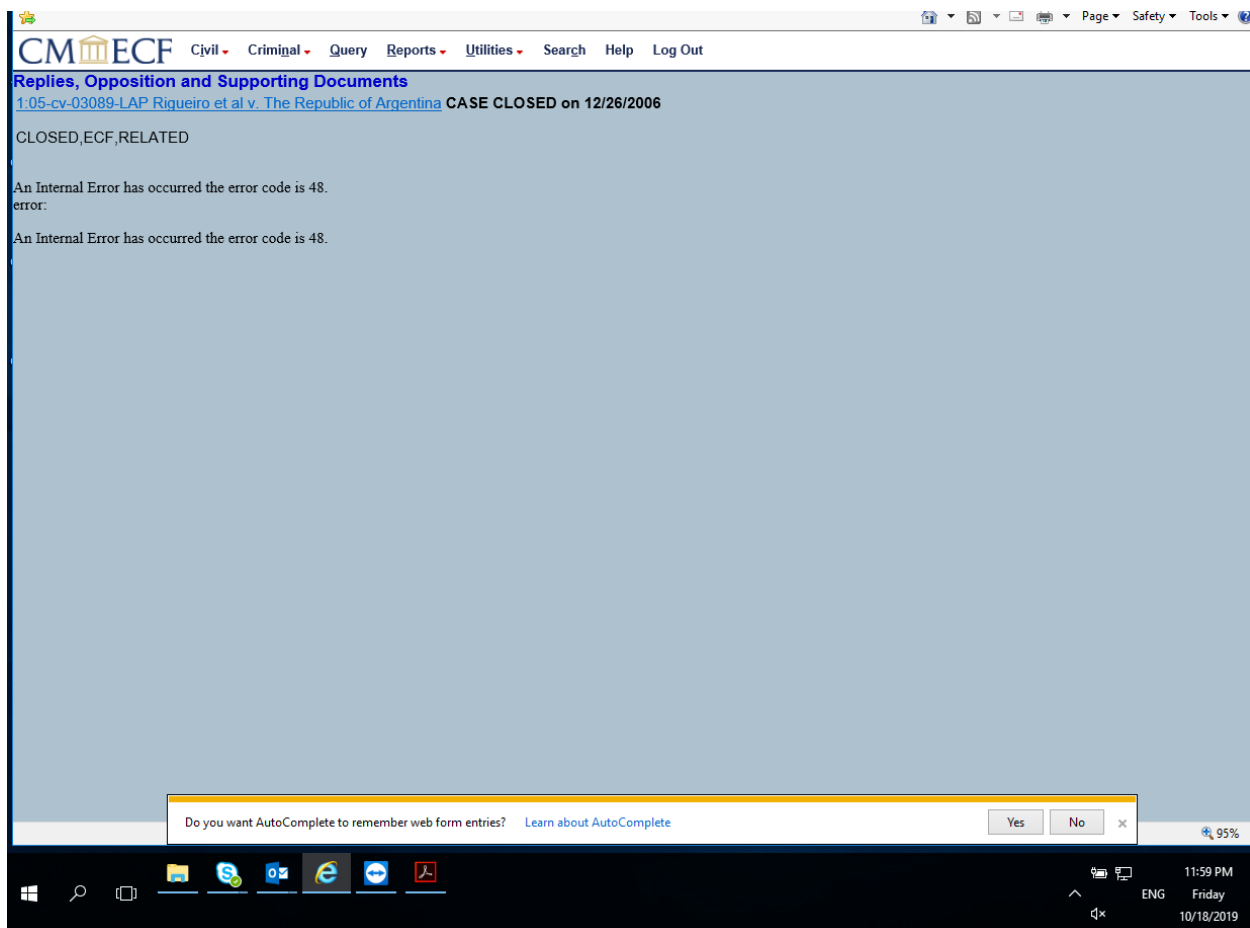 Page Safety Tools
CM ECF Civil Criminal Query Reports Utilities Search Help Log Out
Replies, Opposition and Supporting Documents
1:05-cv-03089-LAP Rigueiro et al v. The Republic of Argentina CASE CLOSED on 12/26/2006
CLOSED,ECF,RELATED
An Internal Error has occurred the error code is 48.
error:
An Internal Error has occurred the error code is 48.
Do you want AutoComplete to remember web form entries? Learn about AutoComplete Yes No ×
95%
11:59 PM
ENG Friday
10/18/2019